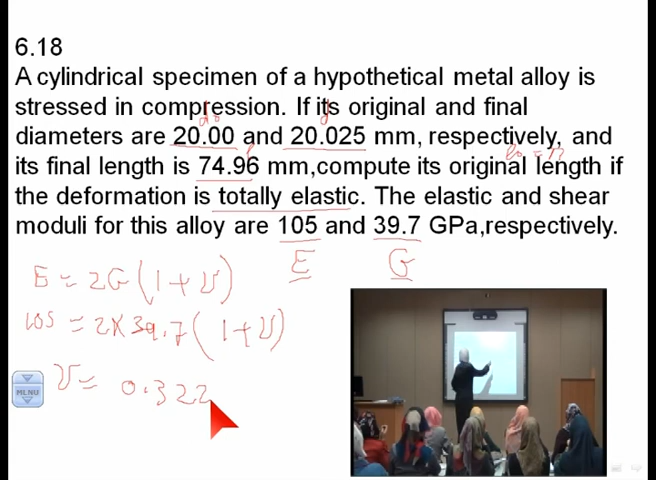 6.18
A cylindrical specimen of a hypothetical metal alloy is
stressed in compression. If its original and final
do d
diameters are 20.00 and 20.025 mm, respectively, and
l lo = ??
its final length is 74.96 mm,compute its original length if
the deformation is totally elastic. The elastic and shear
moduli for this alloy are 105 and 39.7 GPa,respectively.
E G
E = 2G (1+υ)
105 = 2x39.7 (1+υ)
υ = 0.322
MENU